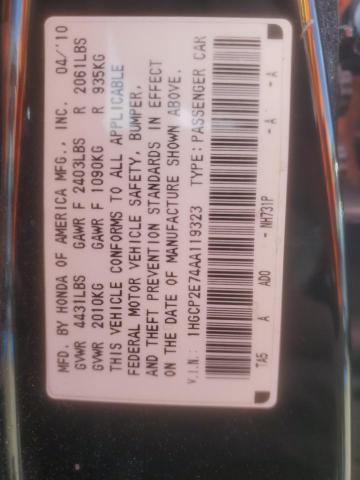 MFD. BY HONDA OF AMERICA MFG., INC. 04/'10
GVWR 4431LBS GAWR F 2403LBS R 2061LBS
GVWR 2010KG GAWR F 1090KG R 935KG
THIS VEHICLE CONFORMS TO ALL APPLICABLE
FEDERAL MOTOR VEHICLE SAFETY, BUMPER,
AND THEFT PREVENTION STANDARDS IN EFFECT
ON THE DATE OF MANUFACTURE SHOWN ABOVE.
V.I.N.: 1HGCP2E74AA119323 TYPE:PASSENGER CAR
TA5 A AD0 - NH731P -A -A